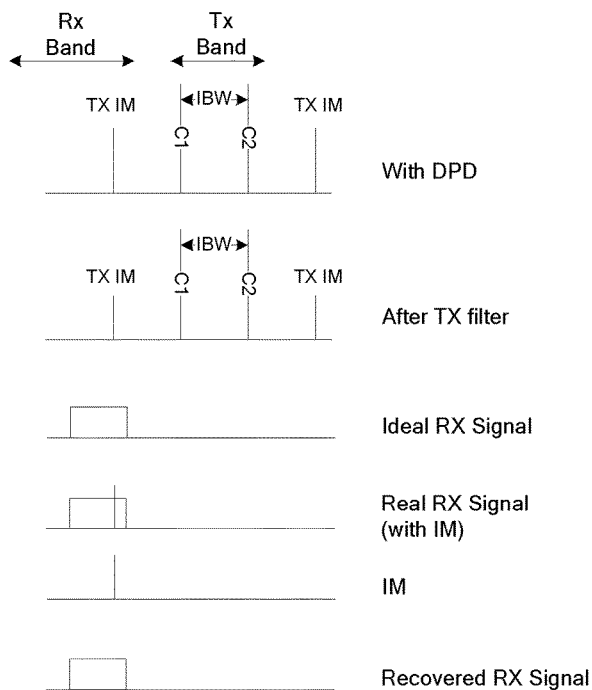 Rx
Band
Tx
Band
IBW
TX IM
C1
C2
TX IM
With DPD
IBW
TX IM
C1
C2
TX IM
After TX filter
Ideal RX Signal
Real RX Signal
(with IM)
IM
Recovered RX Signal